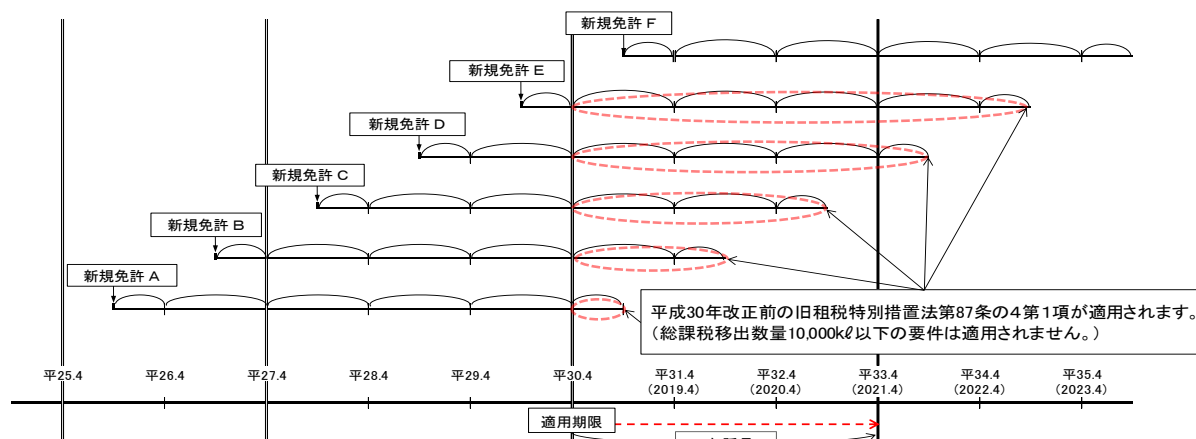 新規免許 F
新規免許 E
新規免許 D
新規免許 C
新規免許 B
新規免許 A
平成30年改正前の旧租税特別措置法第87条の4第1項が適用されます。
(総課税移出数量10,000kℓ以下の要件は適用されません。)
平25.4 平26.4 平27.4 平28.4 平29.4 平30.4 平31.4 平32.4 平33.4 平34.4 平35.4
(2019.4) (2020.4) (2021.4) (2022.4) (2023.4)
適用期限